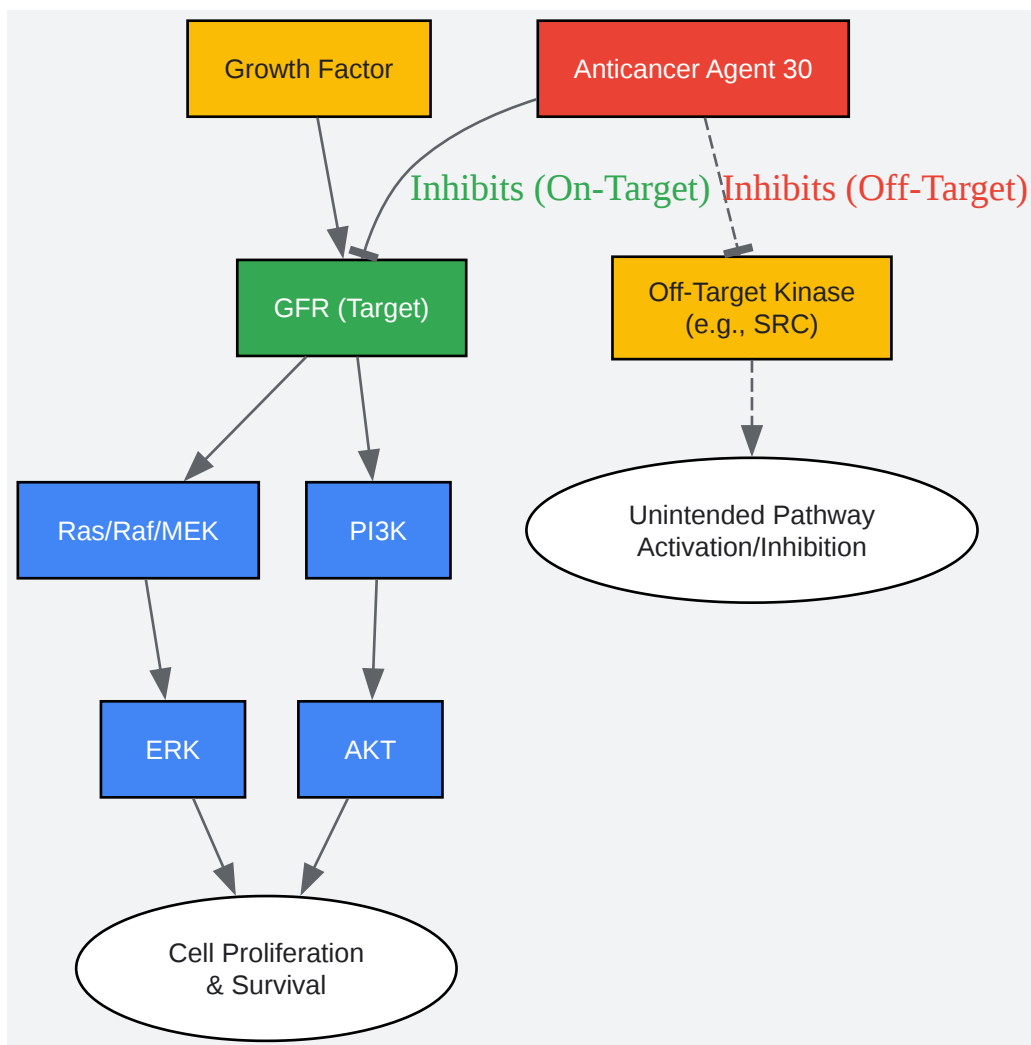 Growth Factor
Anticancer Agent 30
Inhibits (On-Target)
Inhibits (Off-Target)
GFR (Target)
Off-Target Kinase
(e.g., SRC)
Ras/Raf/MEK
PI3K
Unintended Pathway
Activation/Inhibition
ERK
AKT
Cell Proliferation
& Survival